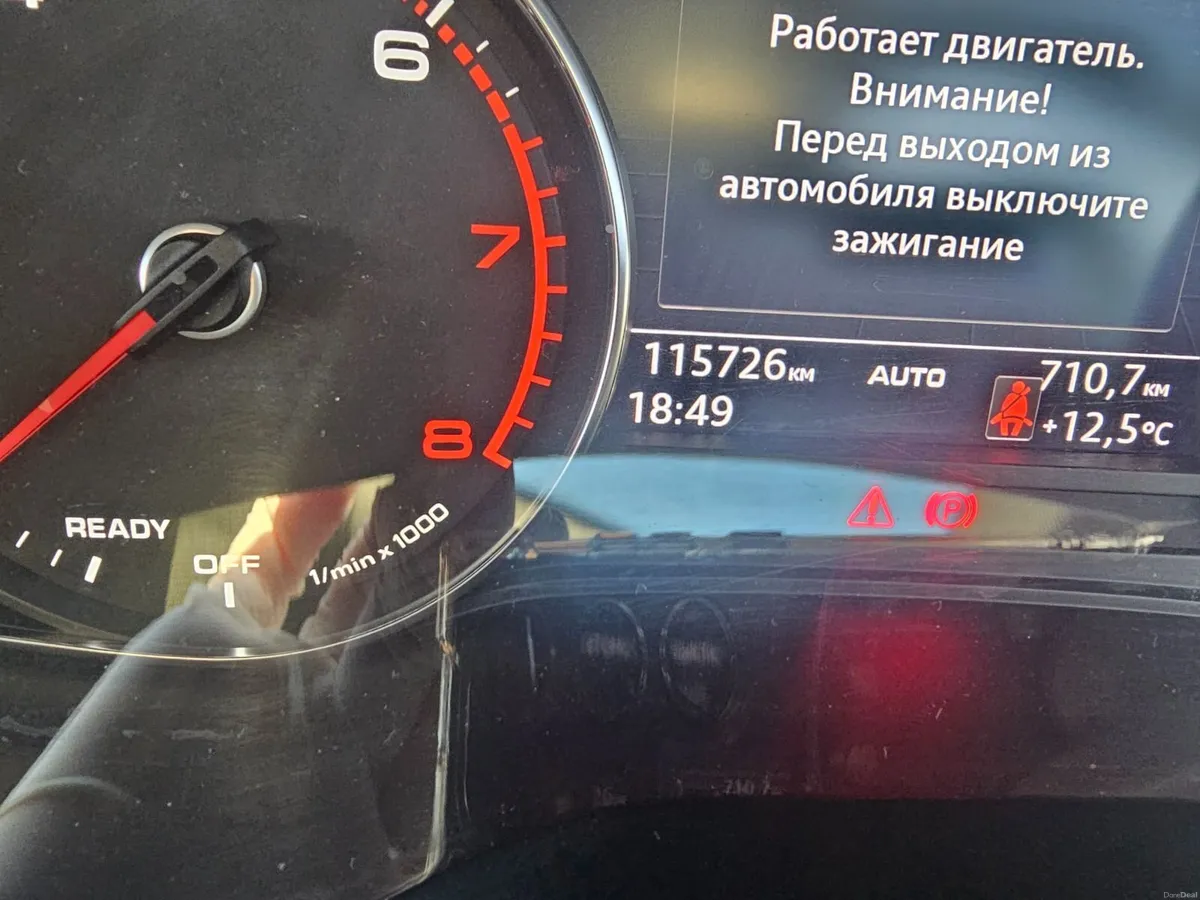 6
7
8
READY
OFF
1/min x 1000
Работает двигатель.
Внимание!
Перед выходом из
автомобиля выключите
зажигание
115726км AUTO 710,7км
18:49 +12,5°C
P
DoneDeal